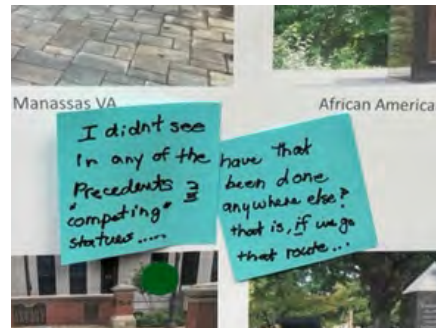 Manassas VA
African America
I didnt see
in any of the
Precedents 2
"competing"
statues.....
have that
been done
anywhere else?
that is, if we go
that route...